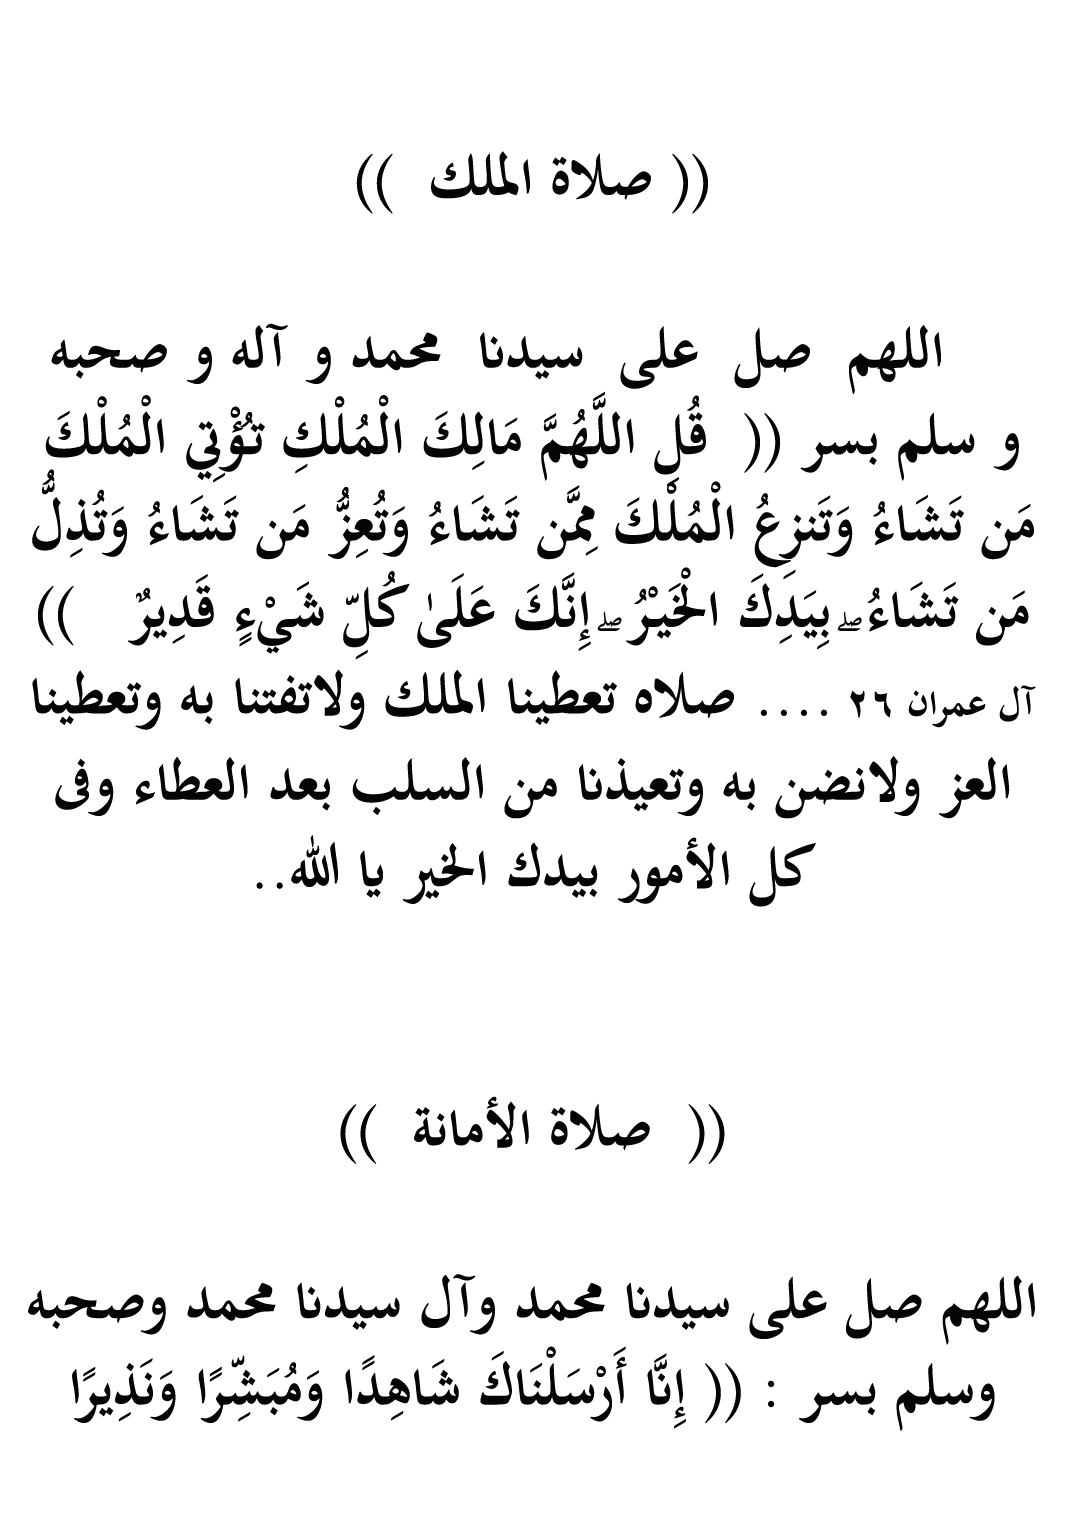 (( صلاة الملك ))
اللهم صل على سيدنا محمد و آله و صحبه
و سلم بسر (( قُلِ اللَّهُمَّ مَالِكَ الْمُلْكِ تُؤْتِي الْمُلْكَ
مَن تَشَاءُ وَتَنزِعُ الْمُلْكَ مِمَّن تَشَاءُ وَتُعِزُّ مَن تَشَاءُ وَتُذِلُّ
مَن تَشَاءُ ۖ بِيَدِكَ الْخَيْرُ ۖ إِنَّكَ عَلَىٰ كُلِّ شَيْءٍ قَدِيرٌ ))
آل عمران ٢٦ .... صلاه تعطينا الملك ولاتفتنا به وتعطينا
العز ولانضن به وتعيذنا من السلب بعد العطاء وفى
كل الأمور بيدك الخير يا الله..
(( صلاة الأمانة ))
اللهم صل على سيدنا محمد وآل سيدنا محمد وصحبه
وسلم بسر : (( إِنَّا أَرْسَلْنَاكَ شَاهِدًا وَمُبَشِّرًا وَنَذِيرًا